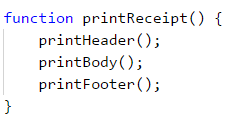 function printReceipt() {
    printHeader();
    printBody();
    printFooter();
}